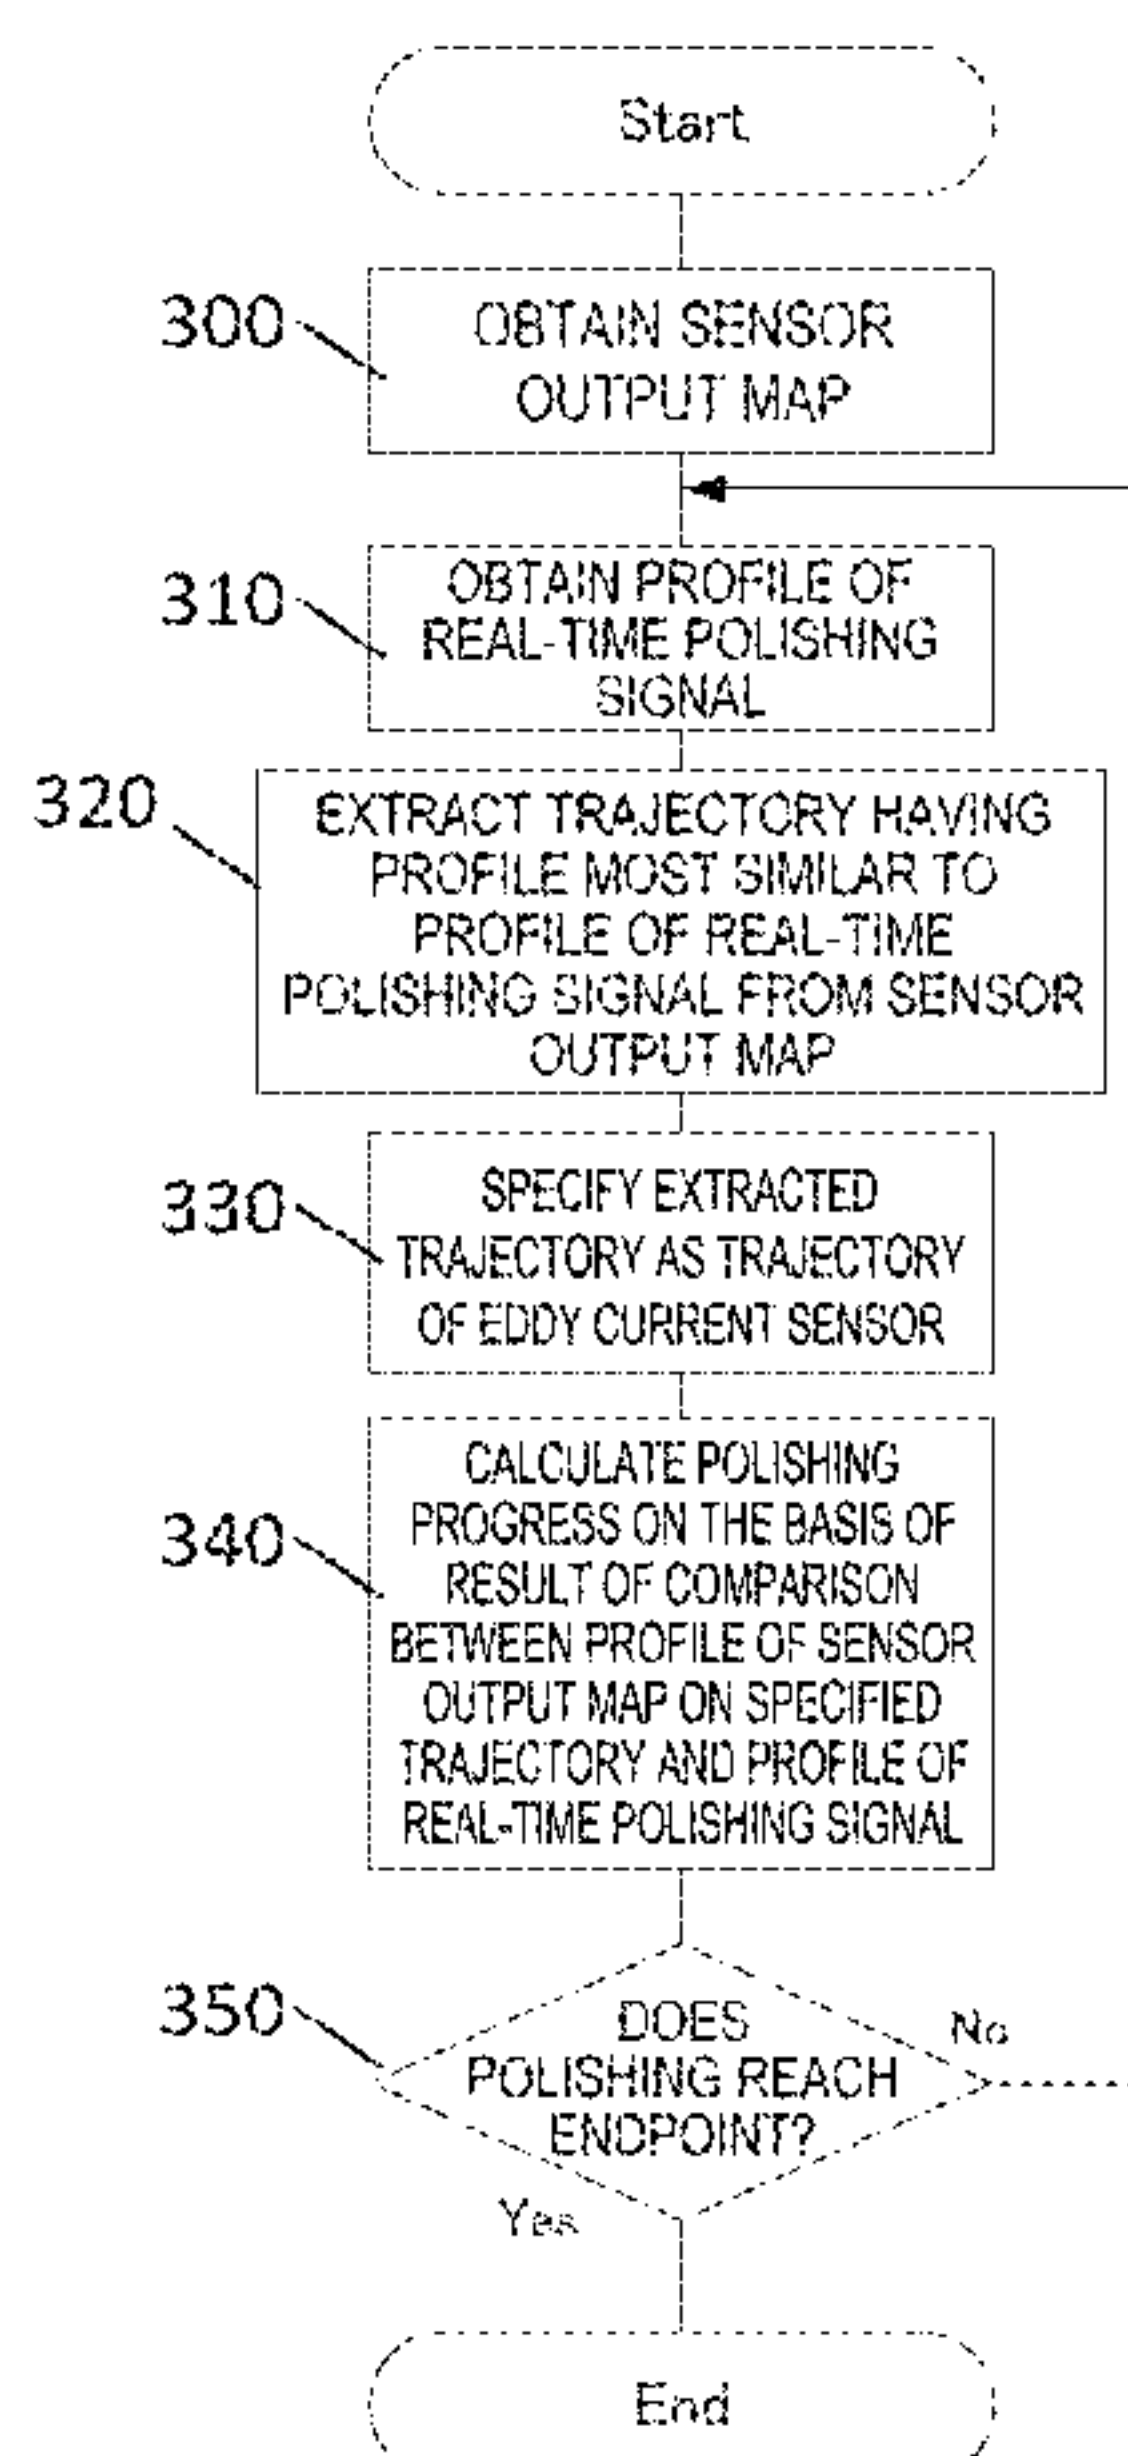 Start
300
OBTAIN SENSOR
OUTPUT MAP
310
OBTAIN PROFILE OF
REAL-TIME POLISHING
SIGNAL
320
EXTRACT TRAJECTORY HAVING
PROFILE MOST SIMILAR TO
PROFILE OF REAL-TIME
POLISHING SIGNAL FROM SENSOR
OUTPUT MAP
330
SPECIFY EXTRACTED
TRAJECTORY AS TRAJECTORY
OF EDDY CURRENT SENSOR
340
CALCULATE POLISHING
PROGRESS ON THE BASIS OF
RESULT OF COMPARISON
BETWEEN PROFILE OF SENSOR
OUTPUT MAP ON SPECIFIED
TRAJECTORY AND PROFILE OF
REAL-TIME POLISHING SIGNAL
350
DOES
POLISHING REACH
ENDPOINT?
No
Yes
End